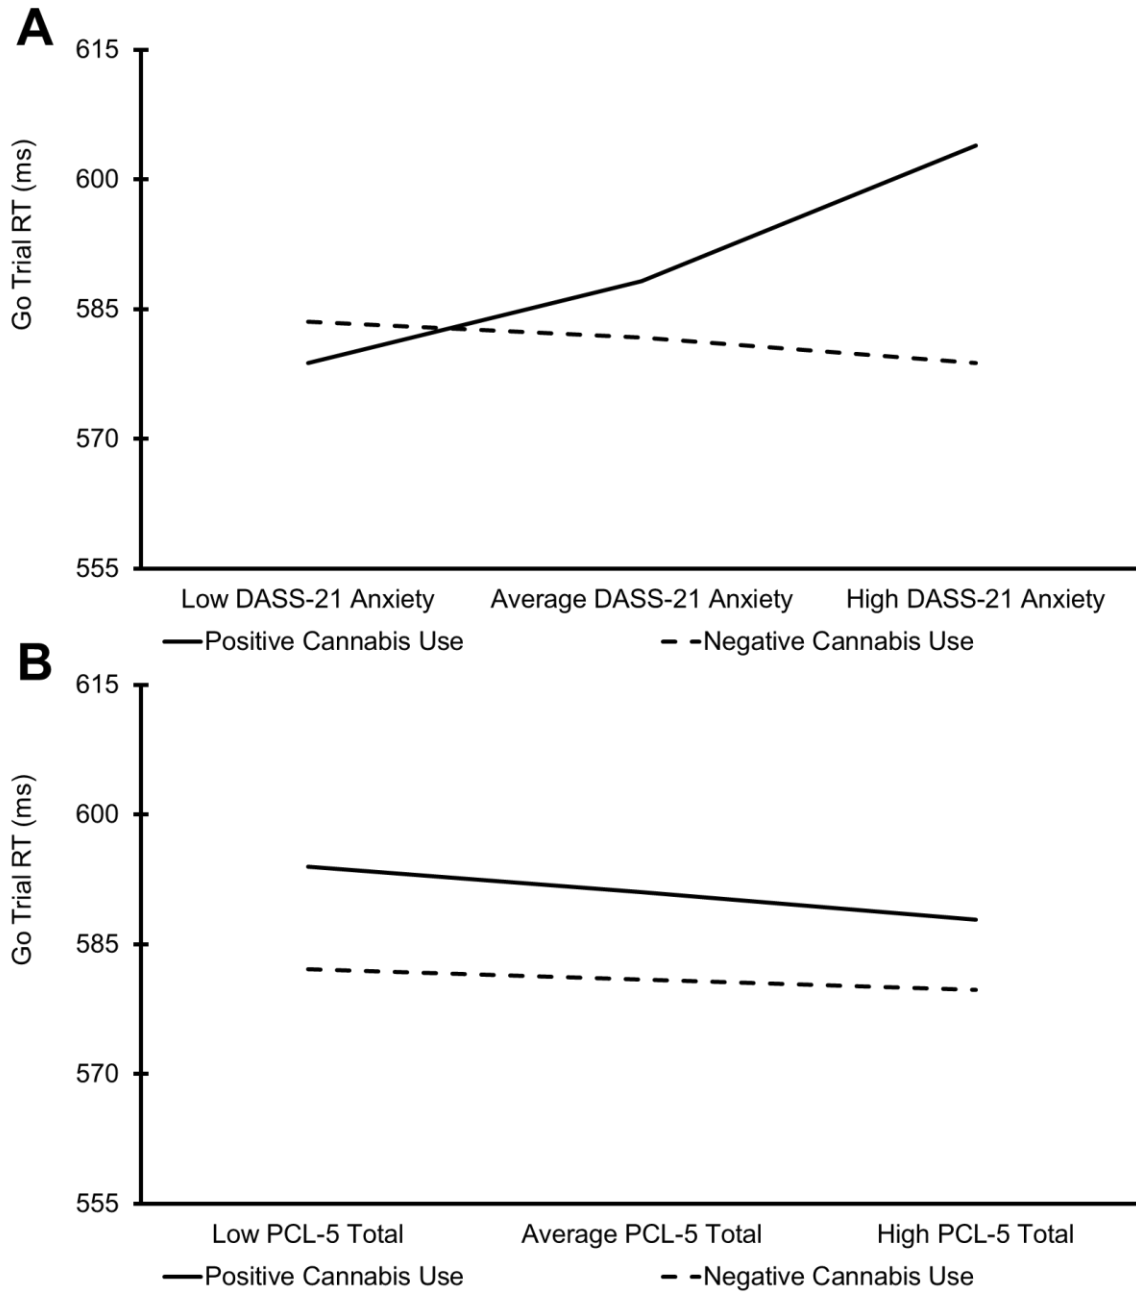 A
615
600
585
570
555
Go Trial RT (ms)
Low DASS-21 Anxiety Average DASS-21 Anxiety High DASS-21 Anxiety
Positive Cannabis Use Negative Cannabis Use
B
615
600
585
570
555
Go Trial RT (ms)
Low PCL-5 Total Average PCL-5 Total High PCL-5 Total
Positive Cannabis Use Negative Cannabis Use